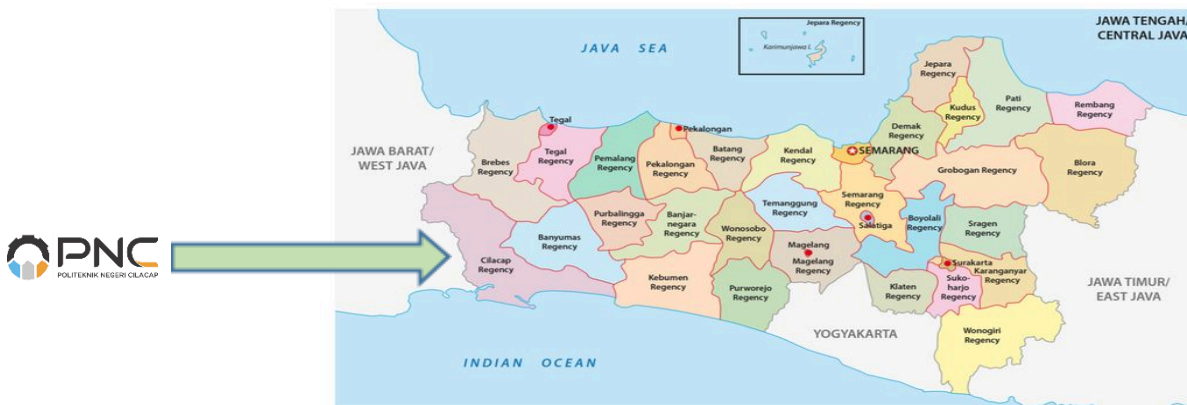 PNC
POLITEKNIK NEGERI CILACAP
JAWA TENGAH/
CENTRAL JAVA
JAVA SEA
Jepara Regency
Karimunjawa I.
JAWA BARAT/
WEST JAVA
Brebes
Regency
Tegal
Tegal
Regency
Pemalang
Regency
Pekalongan
Pekalongan
Regency
Batang
Regency
Kendal
Regency
SEMARANG
Demak
Regency
Jepara
Regency
Kudus
Regency
Pati
Regency
Rembang
Regency
Blora
Regency
Grobogan Regency
Cilacap
Regency
Banyumas
Regency
Purbalingga
Regency
Banjar-
negara
Regency
Wonosobo
Regency
Temanggung
Regency
Semarang
Regency
Salatiga
Boyolali
Regency
Sragen
Regency
Kebumen
Regency
Purworejo
Regency
Magelang
Magelang
Regency
Klaten
Regency
Surakarta
Suko-
harjo
Regency
Karanganyar
Regency
Wonogiri
Regency
YOGYAKARTA
JAWA TIMUR/
EAST JAVA
INDIAN OCEAN